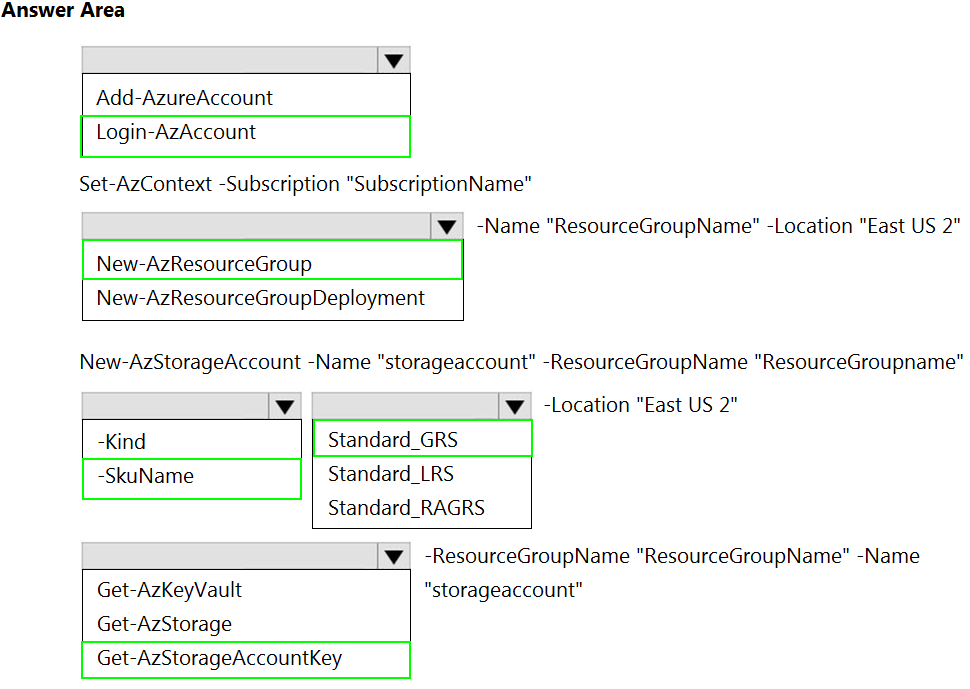 Answer Area
Add-AzureAccount
Login-AzAccount
Set-AzContext -Subscription "SubscriptionName"
-Name "ResourceGroupName" -Location "East US 2"
New-AzResourceGroup
New-AzResourceGroupDeployment
New-AzStorageAccount -Name "storageaccount" -ResourceGroupName "ResourceGroupname"
-Location "East US 2"
-Kind
-SkuName
Standard_GRS
Standard_LRS
Standard_RAGRS
-ResourceGroupName "ResourceGroupName" -Name
"storageaccount"
Get-AzKeyVault
Get-AzStorage
Get-AzStorageAccountKey